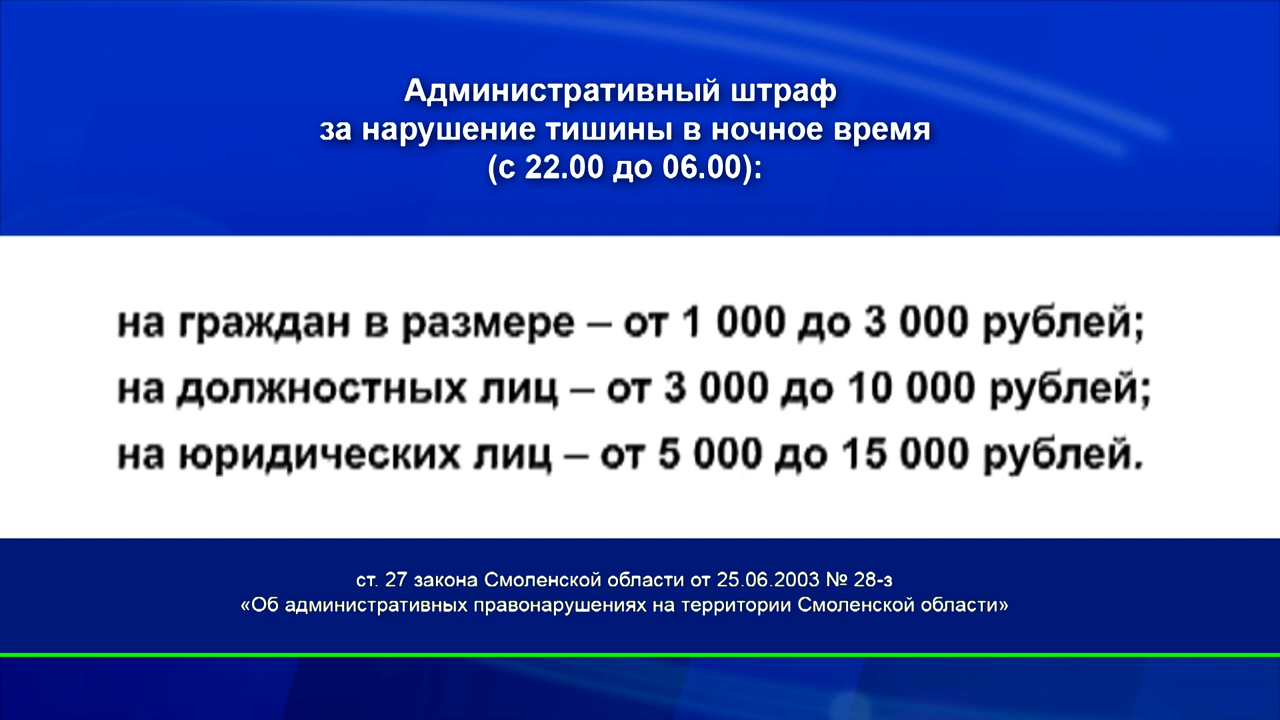 Административный штраф
за нарушение тишины в ночное время
(с 22.00 до 06.00):
на граждан в размере – от 1 000 до 3 000 рублей;
на должностных лиц – от 3 000 до 10 000 рублей;
на юридических лиц – от 5 000 до 15 000 рублей.
ст. 27 закона Смоленской области от 25.06.2003 № 28-з
«Об административных правонарушениях на территории Смоленской области»